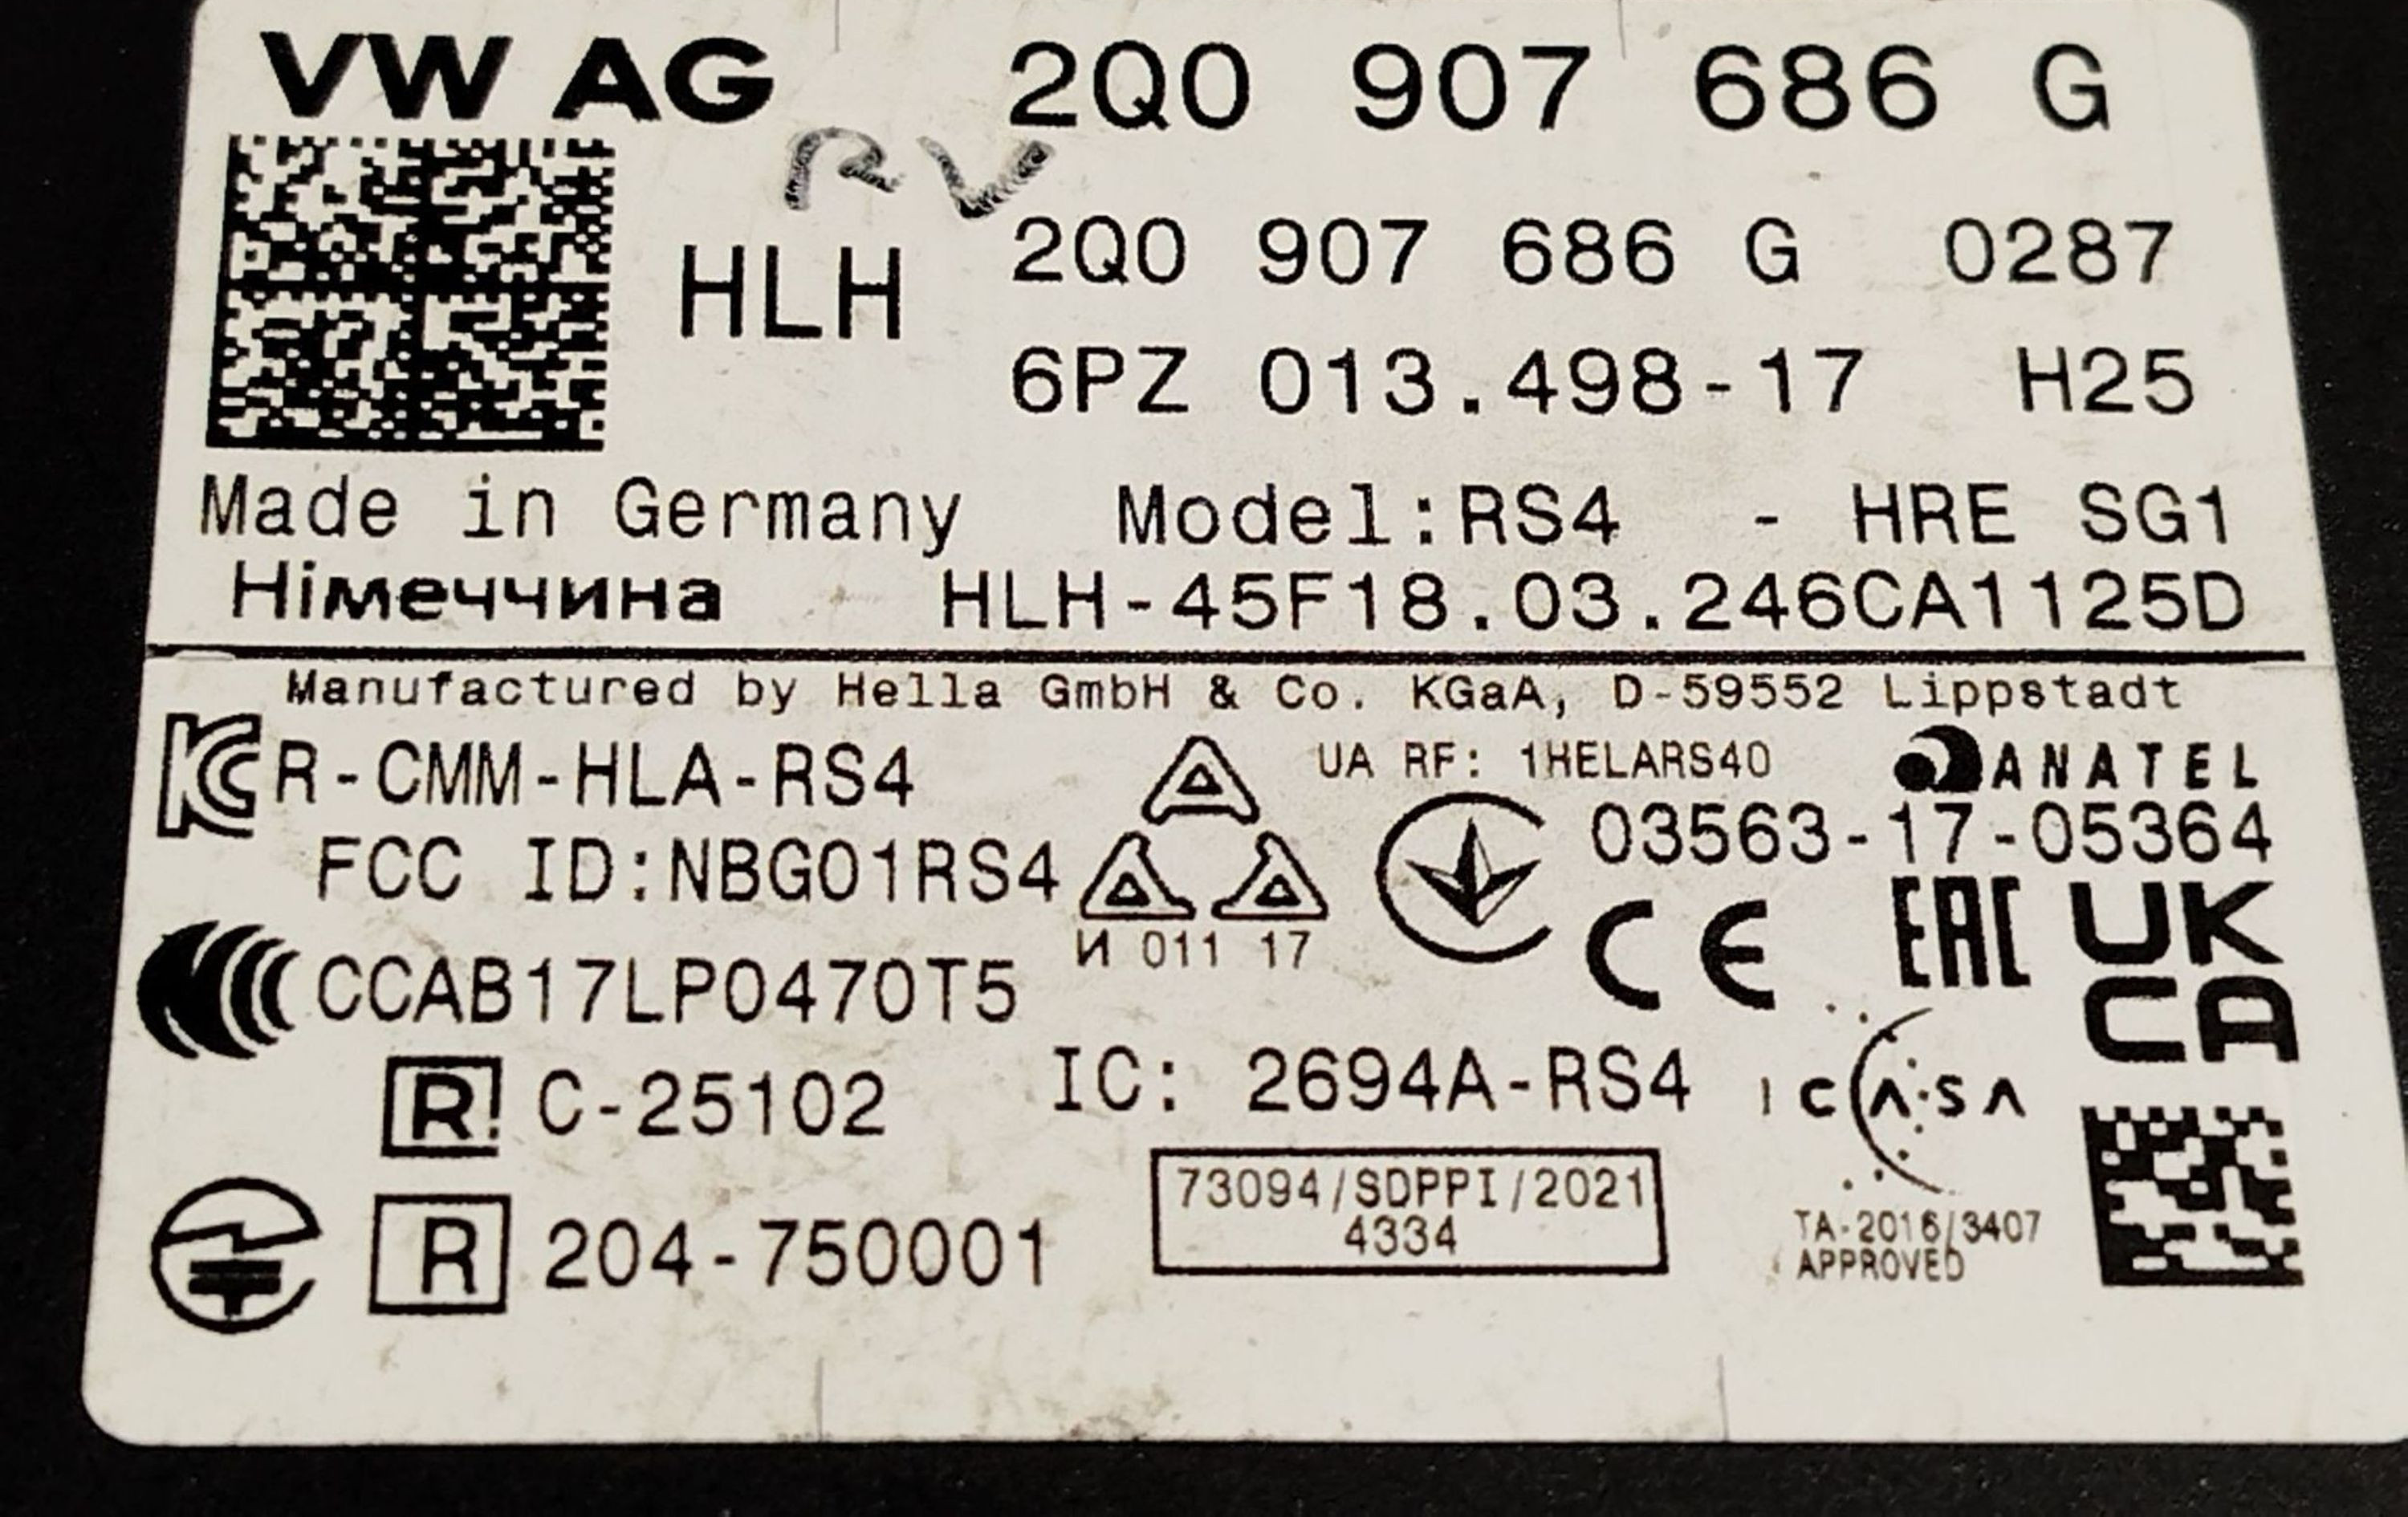 VW AG 2Q0 907 686 G
RV
HLH 2Q0 907 686 G 0287
6PZ 013.498-17 H25
Made in Germany Model:RS4 - HRE SG1
Німеччина HLH-45F18.03.246CA1125D
Manufactured by Hella GmbH & Co. KGaA, D-59552 Lippstadt
KC R-CMM-HLA-RS4 UA RF: 1HELARS40 ANATEL
03563-17-05364
FCC ID:NBG01RS4
И 011 17 CE EAC UK
CA
CCAB17LP0470T5
R C-25102 IC: 2694A-RS4 ICASA
R 204-750001 73094/SDPPI/2021
4334
TA-2016/3407
APPROVED